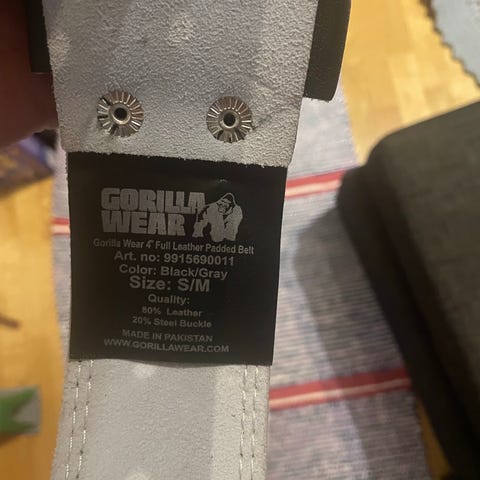 GORILLA
WEAR
Gorilla Wear 4" Full Leather Padded Belt
Art. no: 9915690011
Color: Black/Gray
Size: S/M
Quality:
80% Leather
20% Steel Buckle
MADE IN PAKISTAN
WWW.GORILLAWEAR.COM